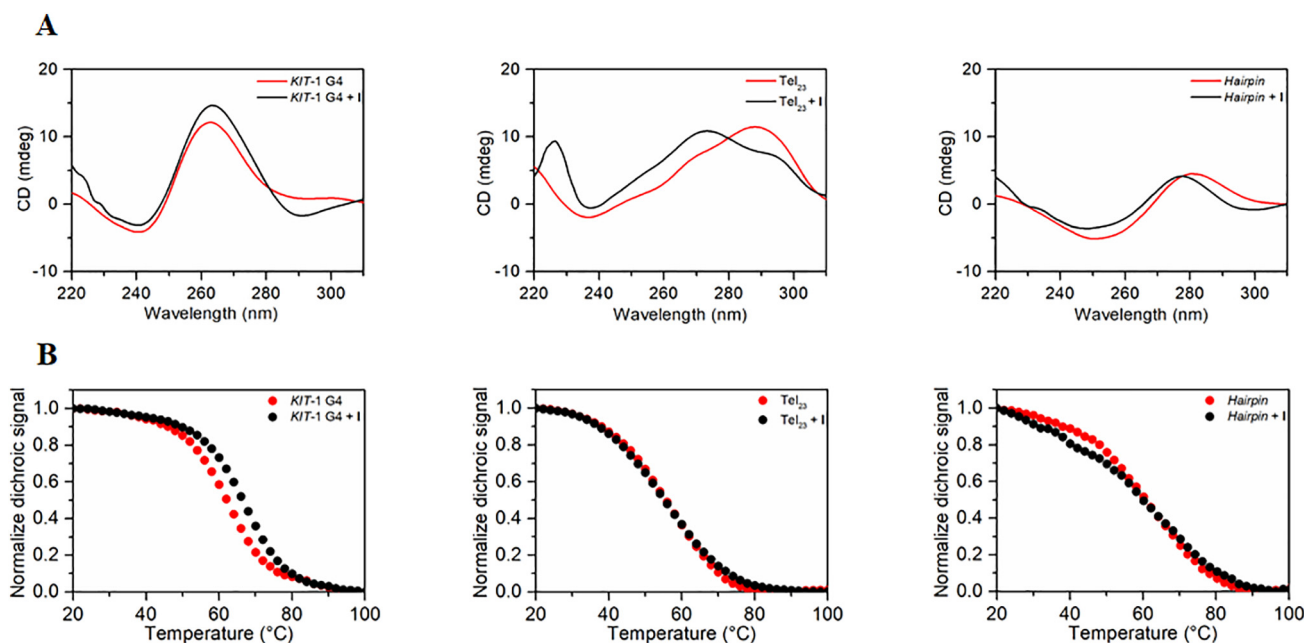 A
20
10
0
-10
CD (mdeg)
KIT-1 G4
KIT-1 G4 + I
220 240 260 280 300
Wavelength (nm)
20
10
0
-10
CD (mdeg)
Tel23
Tel23 + I
220 240 260 280 300
Wavelength (nm)
20
10
0
-10
CD (mdeg)
Hairpin
Hairpin + I
220 240 260 280 300
Wavelength (nm)
B
1.0
0.8
0.6
0.4
0.2
0.0
Normalize dichroic signal
KIT-1 G4
KIT-1 G4 + I
20 40 60 80 100
Temperature (°C)
1.0
0.8
0.6
0.4
0.2
0.0
Normalize dichroic signal
Tel23
Tel23 + I
20 40 60 80 100
Temperature (°C)
1.0
0.8
0.6
0.4
0.2
0.0
Normalize dichroic signal
Hairpin
Hairpin + I
20 40 60 80 100
Temperature (°C)